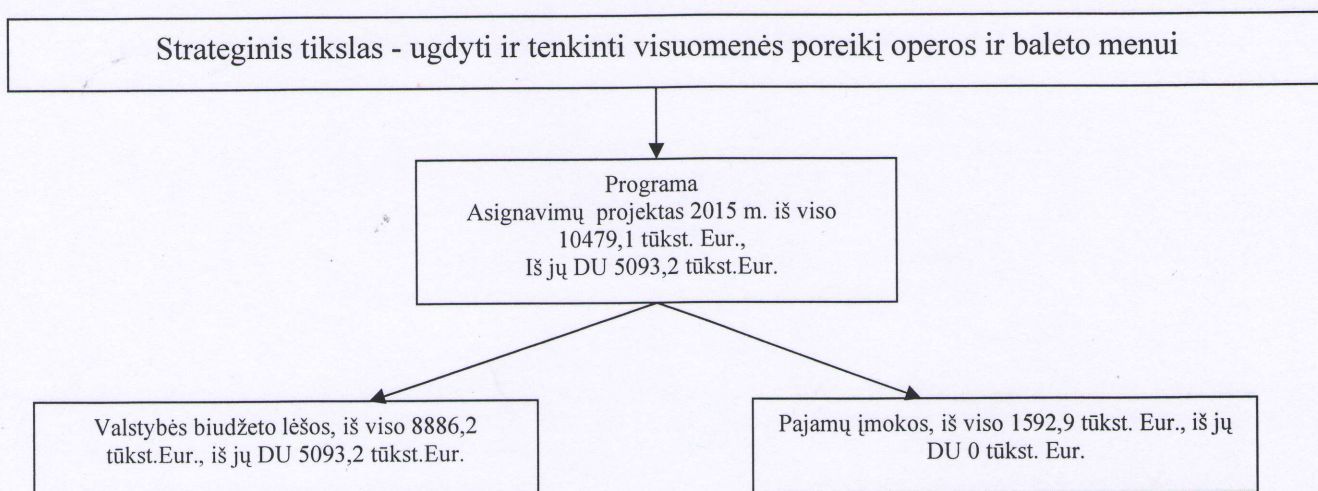 Strateginis tikslas - ugdyti ir tenkinti visuomenės poreikį operos ir baleto menui
Programa
Asignavimų projektas 2015 m. iš viso
10479,1 tūkst. Eur.,
Iš jų DU 5093,2 tūkst.Eur.
Valstybės biudžeto lėšos, iš viso 8886,2
tūkst.Eur., iš jų DU 5093,2 tūkst.Eur.
Pajamų įmokos, iš viso 1592,9 tūkst. Eur., iš jų
DU 0 tūkst. Eur.